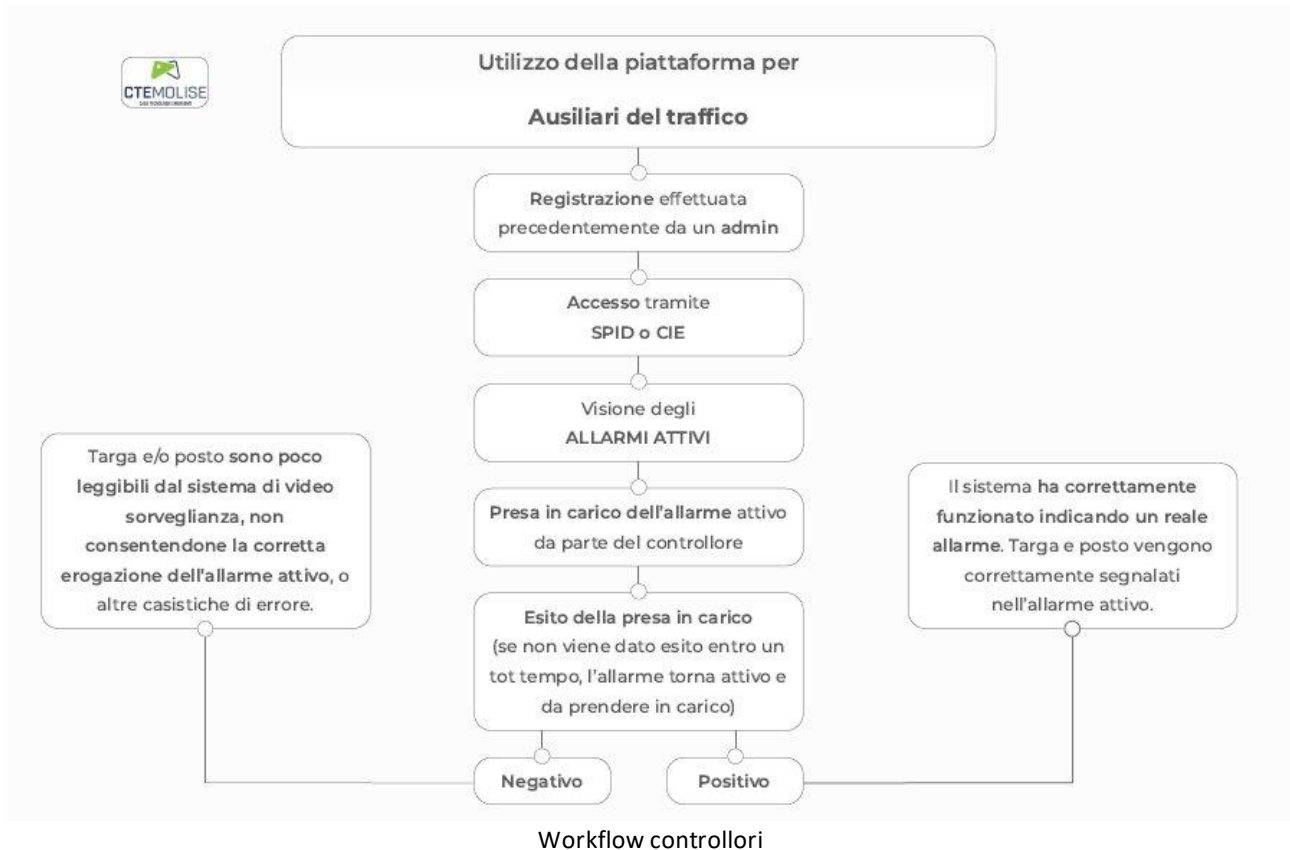 CTEMOLISE
Utilizzo della piattaforma per
Ausiliari del traffico
Registrazione effettuata
precedentemente da un admin
Accesso tramite
SPID o CIE
Visione degli
ALLARMI ATTIVI
Presa in carico dell'allarme attivo
da parte del controllore
Esito della presa in carico
(se non viene dato esito entro un
tot tempo, l'allarme torna attivo e
da prendere in carico)
Negativo
Positivo
Targa e/o posto sono poco
leggibili dal sistema di video
sorveglianza, non
consentendone la corretta
erogazione dell'allarme attivo, o
altre casistiche di errore.
Il sistema ha correttamente
funzionato indicando un reale
allarme. Targa e posto vengono
correttamente segnalati
nell'allarme attivo.
Workflow controllori